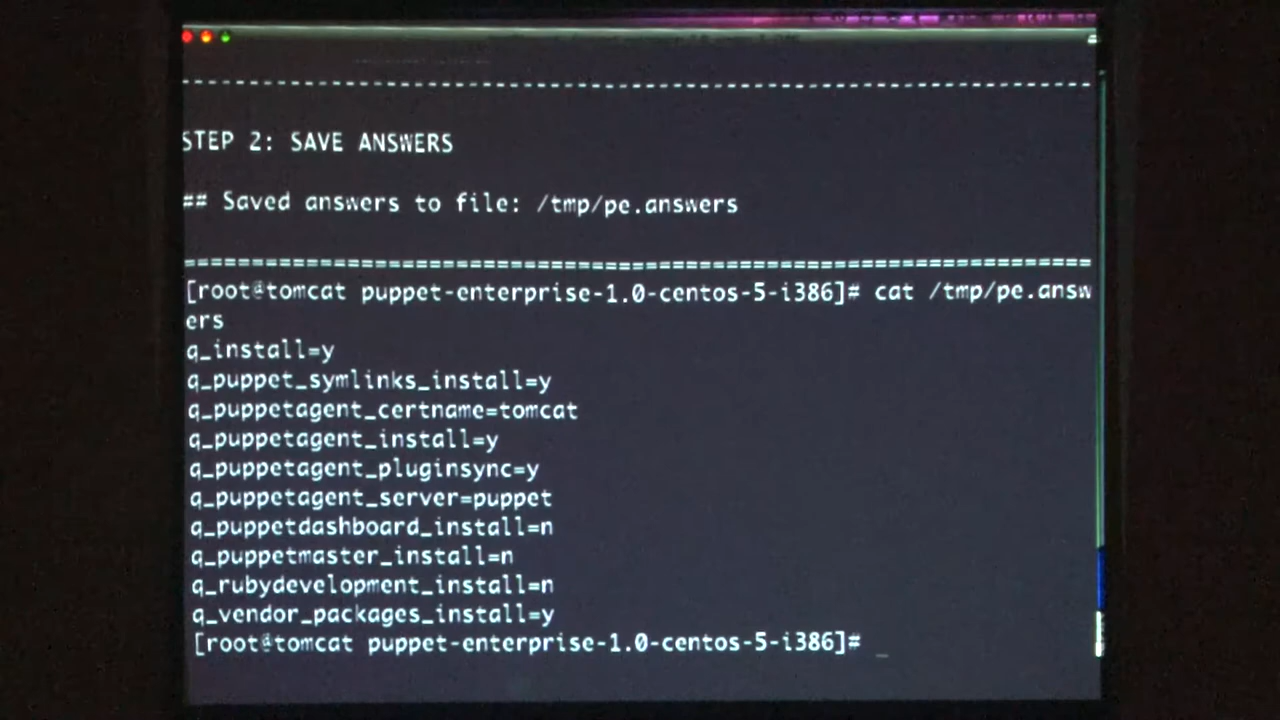 --------------------------------------------------------------------
STEP 2: SAVE ANSWERS
## Saved answers to file: /tmp/pe.answers
====================================================================
[root@tomcat puppet-enterprise-1.0-centos-5-i386]# cat /tmp/pe.answ
ers
q_install=y
q_puppet_symlinks_install=y
q_puppetagent_certname=tomcat
q_puppetagent_install=y
q_puppetagent_pluginsync=y
q_puppetagent_server=puppet
q_puppetdashboard_install=n
q_puppetmaster_install=n
q_rubydevelopment_install=n
q_vendor_packages_install=y
[root@tomcat puppet-enterprise-1.0-centos-5-i386]# _